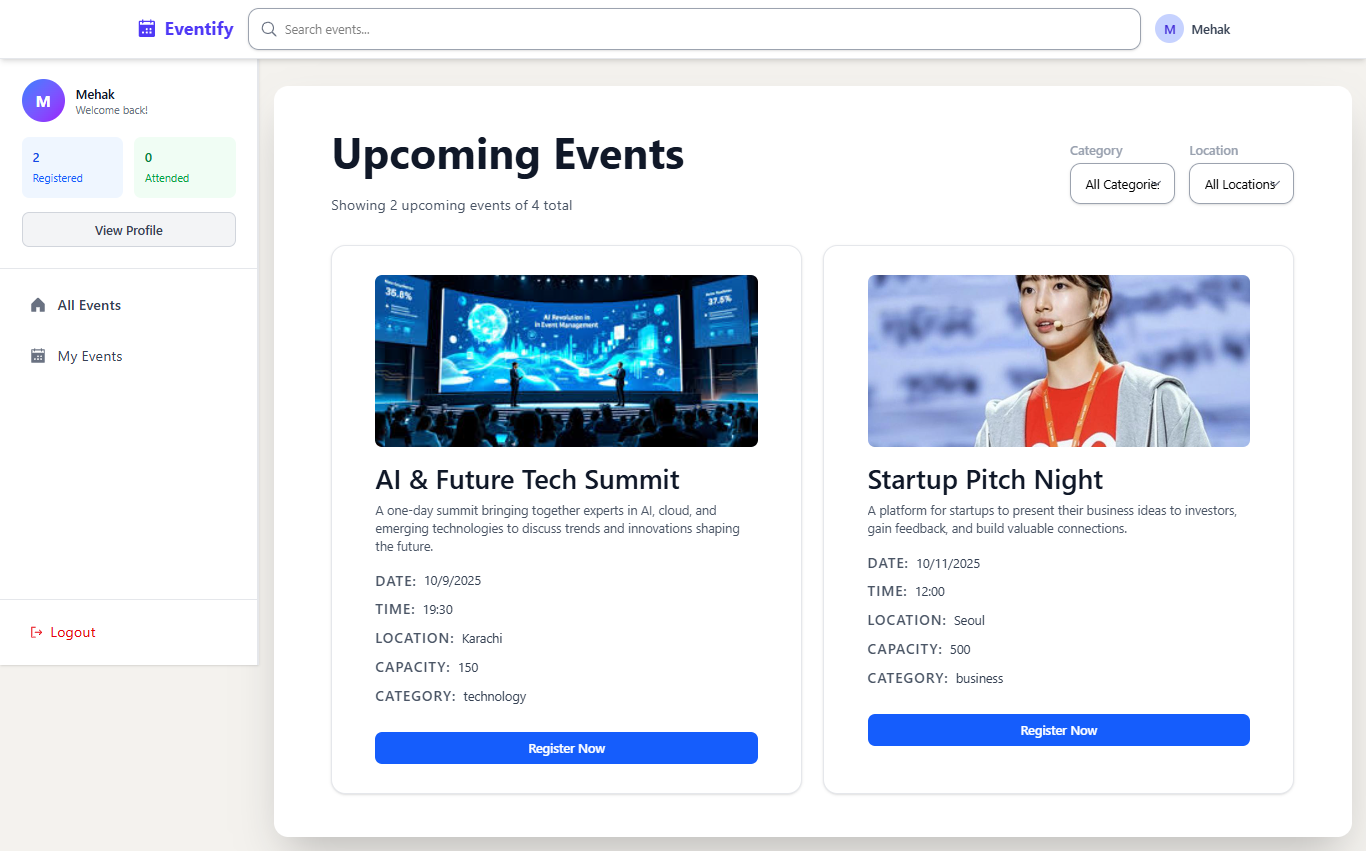 Eventify
Search events...
M
Mehak
M
Mehak
Welcome back!
2
Registered
0
Attended
View Profile
All Events
My Events
Logout
Upcoming Events
Showing 2 upcoming events of 4 total
Category
All Categorie
Location
All Locations
35.8%
37.5%
AI Revolution in
in Event Management
AI & Future Tech Summit
A one-day summit bringing together experts in AI, cloud, and
emerging technologies to discuss trends and innovations shaping
the future.
DATE: 10/9/2025
TIME: 19:30
LOCATION: Karachi
CAPACITY: 150
CATEGORY: technology
Register Now
Startup Pitch Night
A platform for startups to present their business ideas to investors,
gain feedback, and build valuable connections.
DATE: 10/11/2025
TIME: 12:00
LOCATION: Seoul
CAPACITY: 500
CATEGORY: business
Register Now